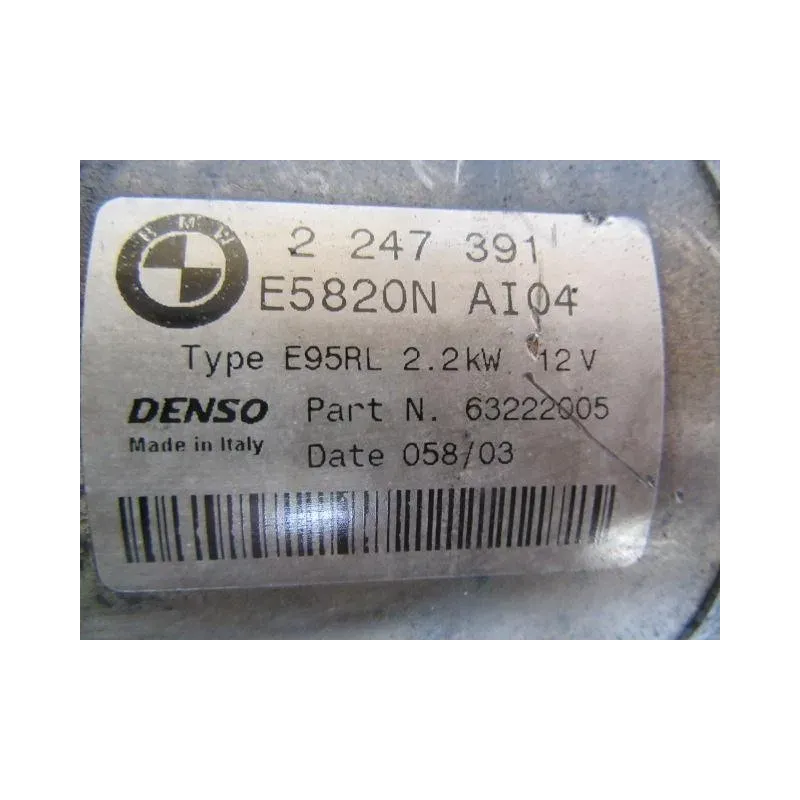 BMW
2 247 391
E5820N AI04
Type E95RL 2.2kW 12V
DENSO Part N. 63222005
Made in Italy
Date 058/03